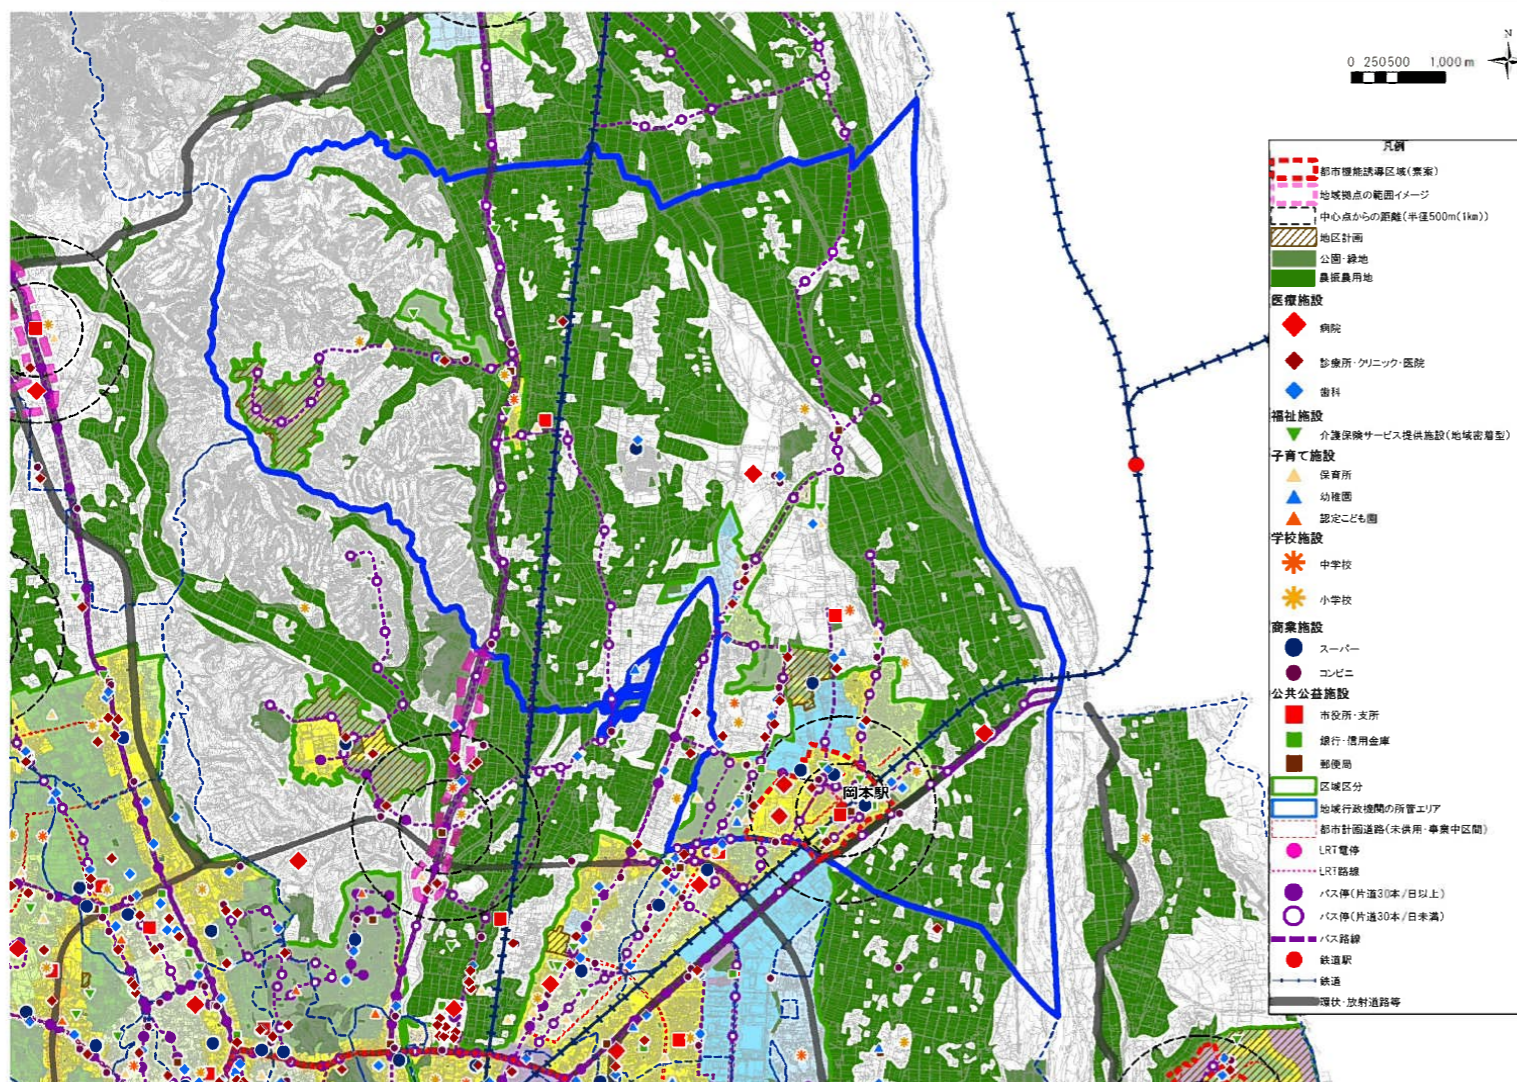 N
0 250500 1,000 m
凡例
都市機能誘導区域(素案)
地域拠点の範囲イメージ
中心点からの距離(半径500m(1km))
地区計画
公園・緑地
農振農用地
医療施設
病院
診療所・クリニック・医院
歯科
福祉施設
介護保険サービス提供施設(地域密着型)
子育て施設
保育所
幼稚園
認定こども園
学校施設
中学校
小学校
商業施設
スーパー
コンビニ
公共公益施設
市役所・支所
銀行・信用金庫
郵便局
区域区分
地域行政機関の所管エリア
都市計画道路(未供用・事業中区間)
LRT電停
LRT路線
バス停(片道30本/日以上)
バス停(片道30本/日未満)
バス路線
鉄道駅
鉄道
環状・放射道路等
岡本駅